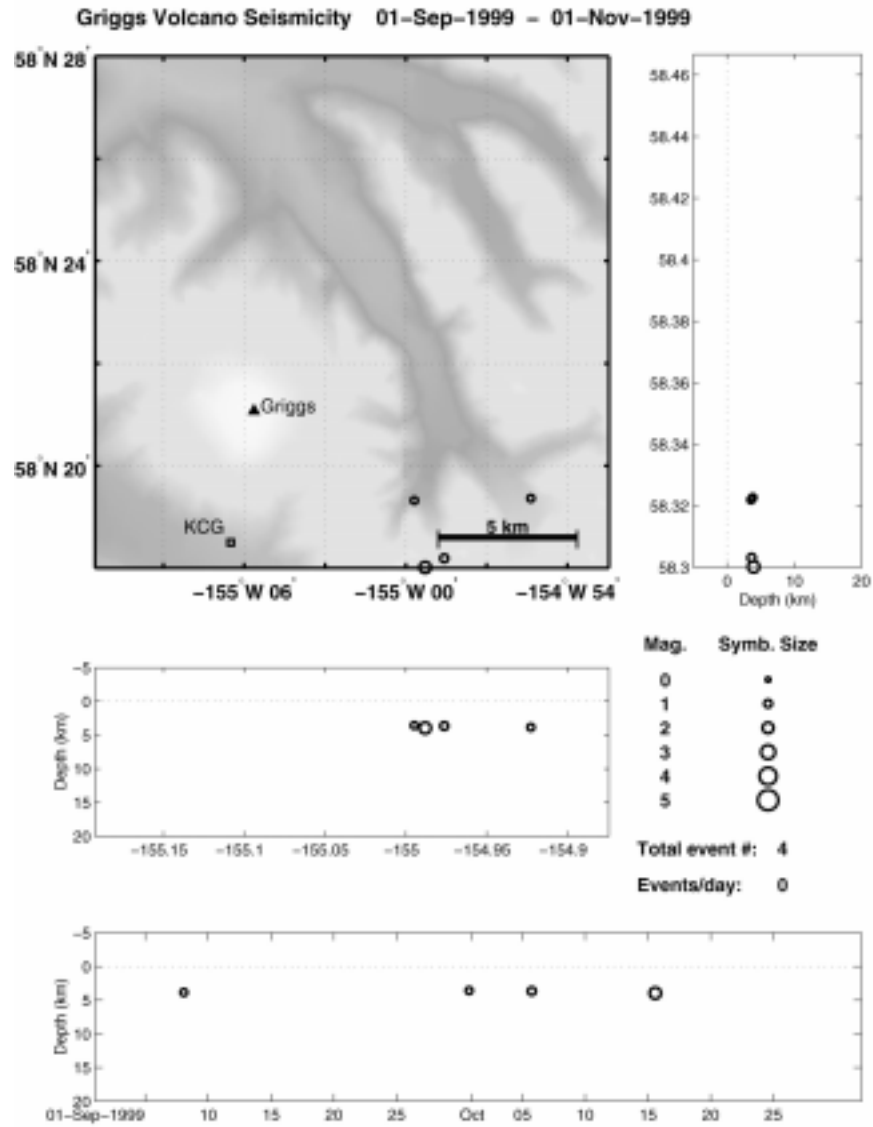 Griggs Volcano Seismicity 01-Sep-1999 - 01-Nov-1999
58°N 28'
58°N 24'
58°N 20'
Griggs
KCG
5 km
-155°W 06'
-155°W 00'
-154°W 54'
58.46
58.44
58.42
58.4
58.38
58.36
58.34
58.32
58.3
0 10 20
Depth (km)
-5
0
5
10
15
20
Depth (km)
-155.15 -155.1 -155.05 -155 -154.95 -154.9
Mag. Symb. Size
0
1
2
3
4
5
Total event #: 4
Events/day: 0
-5
0
5
10
15
20
Depth (km)
01-Sep-1999 10 15 20 25 Oct 05 10 15 20 25